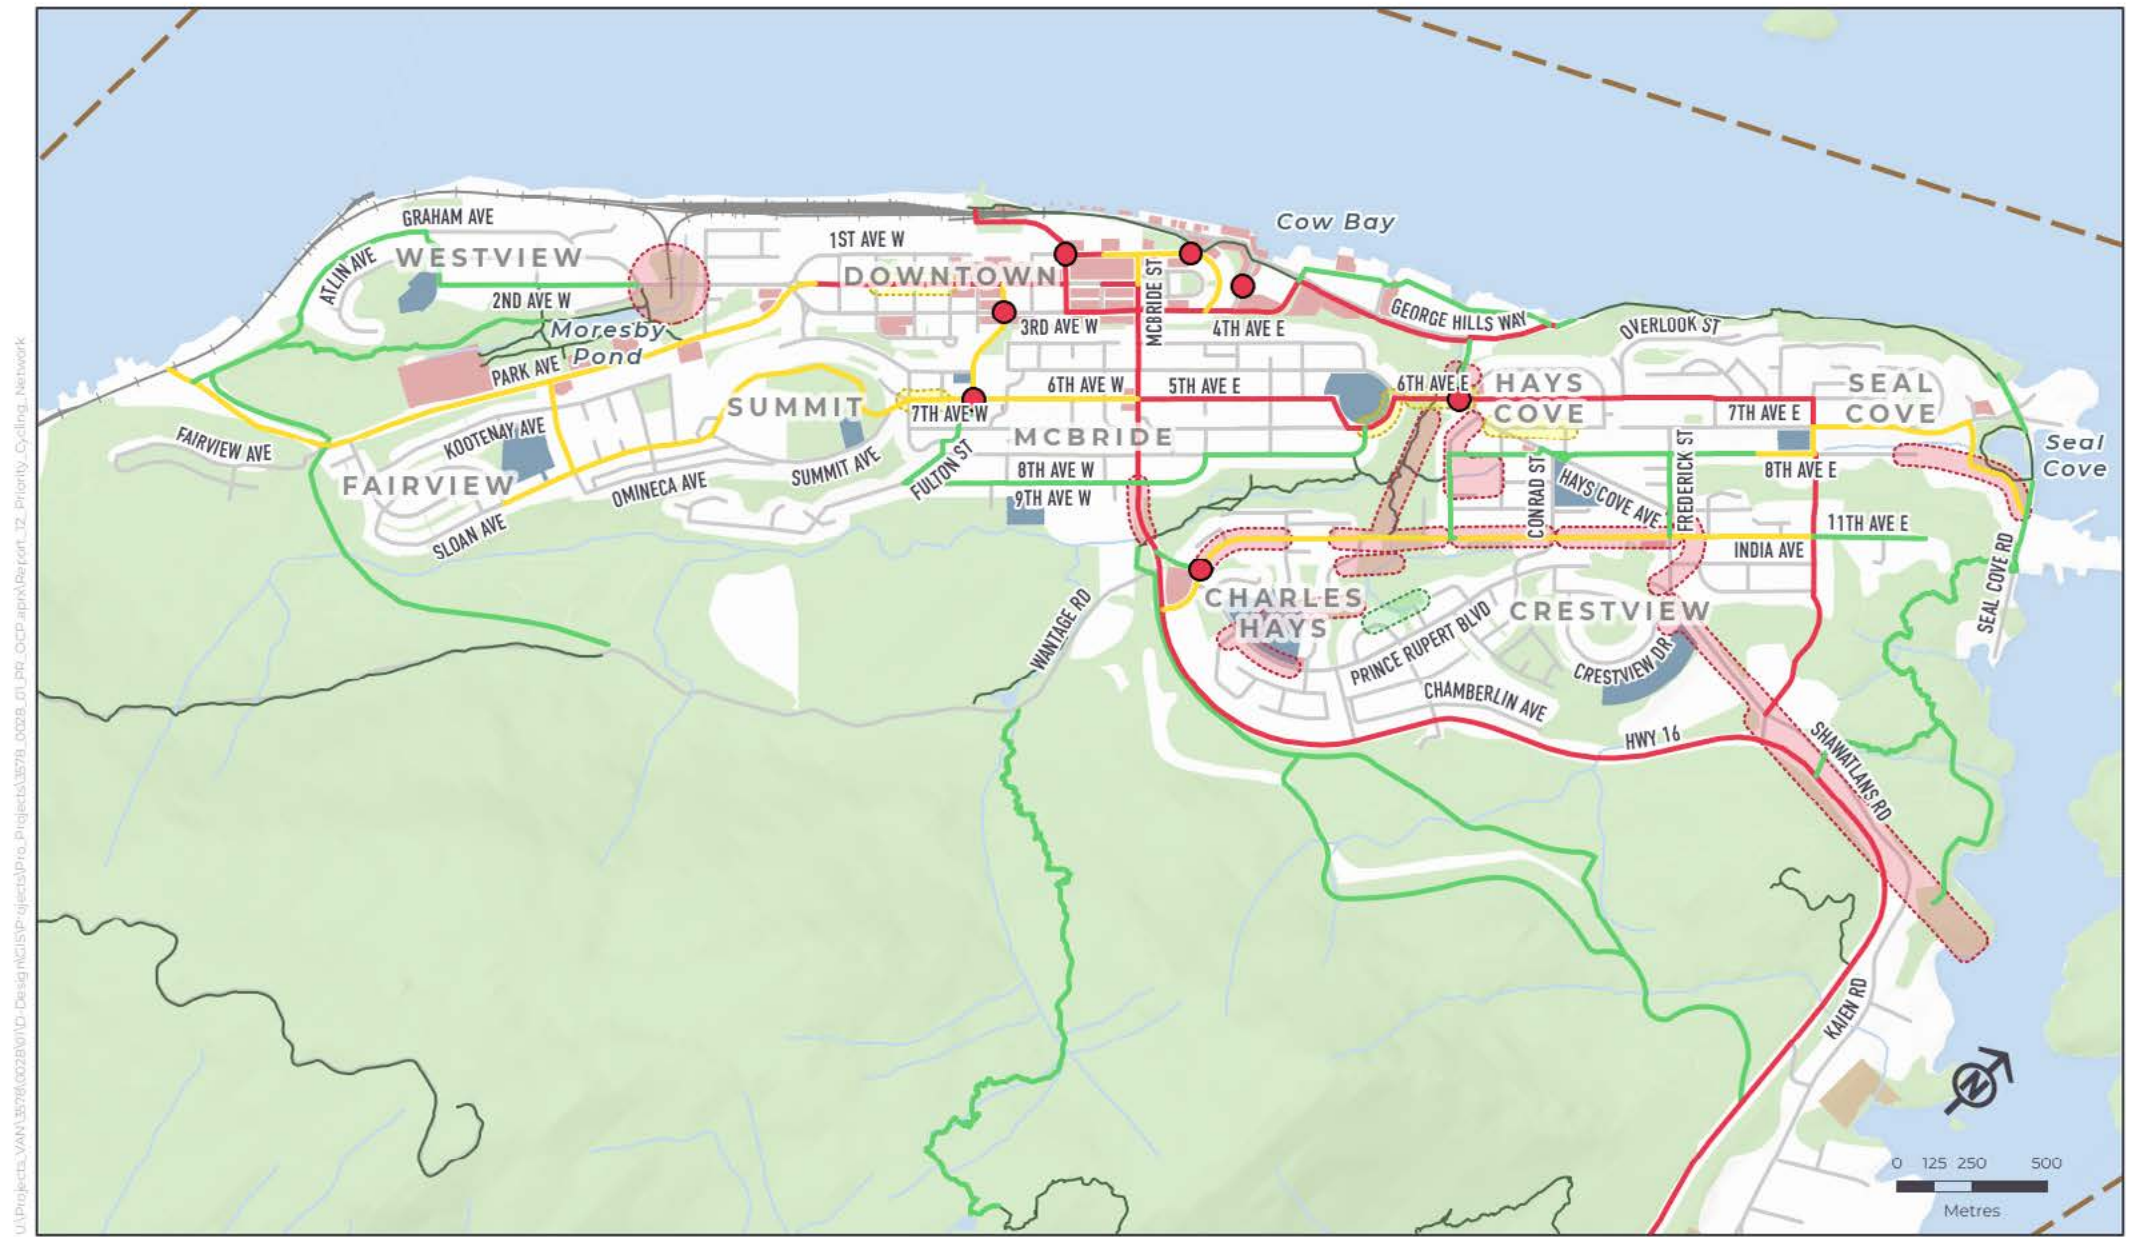 Cow Bay
GRAHAM AVE
1ST AVE W
WESTVIEW
DOWNTOWN
ATLIN AVE
2ND AVE W
MCBRIDE ST
GEORGE HILLS WAY
OVERLOOK ST
Moresby
Pond
3RD AVE W
4TH AVE E
PARK AVE
6TH AVE W
5TH AVE E
6TH AVE E
HAYS
COVE
SEAL
COVE
SUMMIT
7TH AVE W
7TH AVE E
KOOTENAY AVE
FAIRVIEW AVE
MCBRIDE
FREDERICK ST
Seal
Cove
SUMMIT AVE
FULTON ST
8TH AVE W
8TH AVE E
CONRAD ST
HAYS COVE AVE
FAIRVIEW
OMINECA AVE
9TH AVE W
SLOAN AVE
11TH AVE E
INDIA AVE
SEAL COVE RD
WANTAGE RD
CHARLES
HAYS
CRESTVIEW
PRINCE RUPERT BLVD
CRESTVIEW DR
CHAMBERLIN AVE
HWY 16
SHAWATLANS RD
KAIEN RD
N
0 125 250 500
Metres